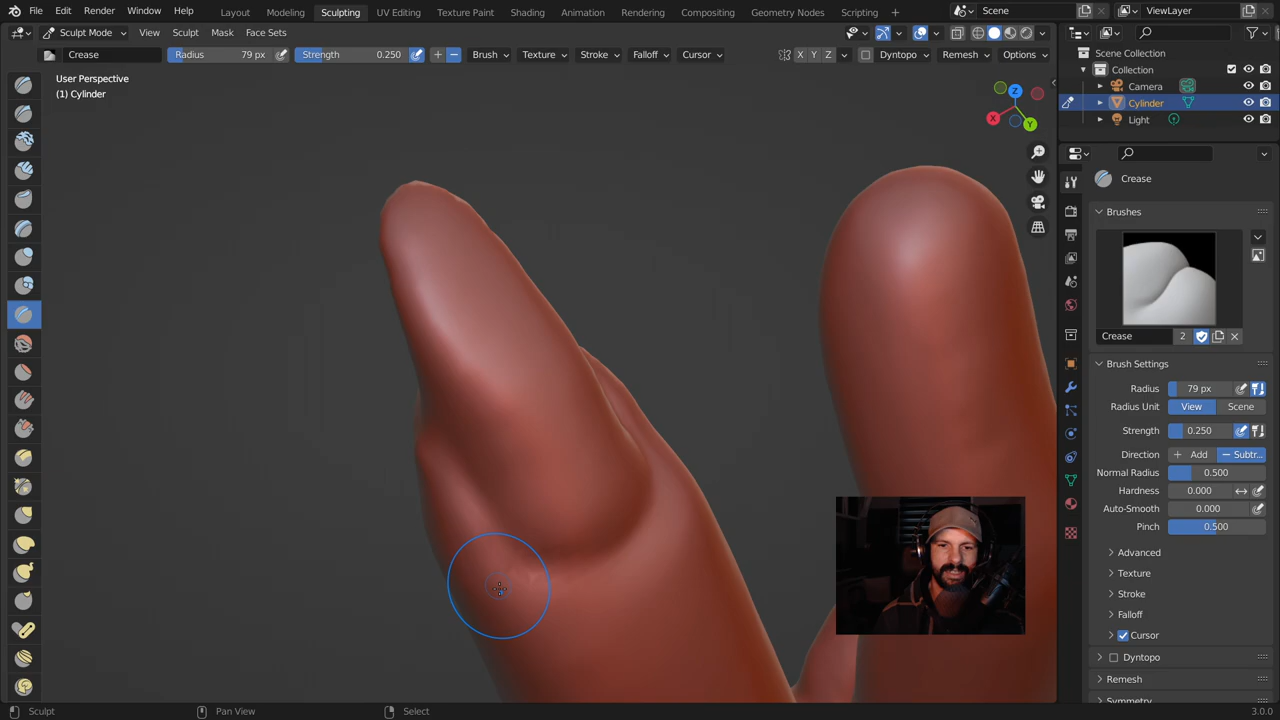 File Edit Render Window Help Layout Modeling Sculpting UV Editing Texture Paint Shading Animation Rendering Compositing Geometry Nodes Scripting + Scene ViewLayer
Sculpt Mode View Sculpt Mask Face Sets
Crease Radius 79 px Strength 0.250 + − Brush Texture Stroke Falloff Cursor X Y Z Dyntopo Remesh Options
User Perspective
(1) Cylinder
Z
X
Y
Scene Collection
Collection
Camera
Cylinder
Light
Crease
Brushes
Crease 2
Brush Settings
Radius 79 px
Radius Unit View Scene
Strength 0.250
Direction + Add − Subtr...
Normal Radius 0.500
Hardness 0.000
Auto-Smooth 0.000
Pinch 0.500
Advanced
Texture
Stroke
Falloff
Cursor
Dyntopo
Remesh
Symmetry
Sculpt Pan View Select 3.0.0